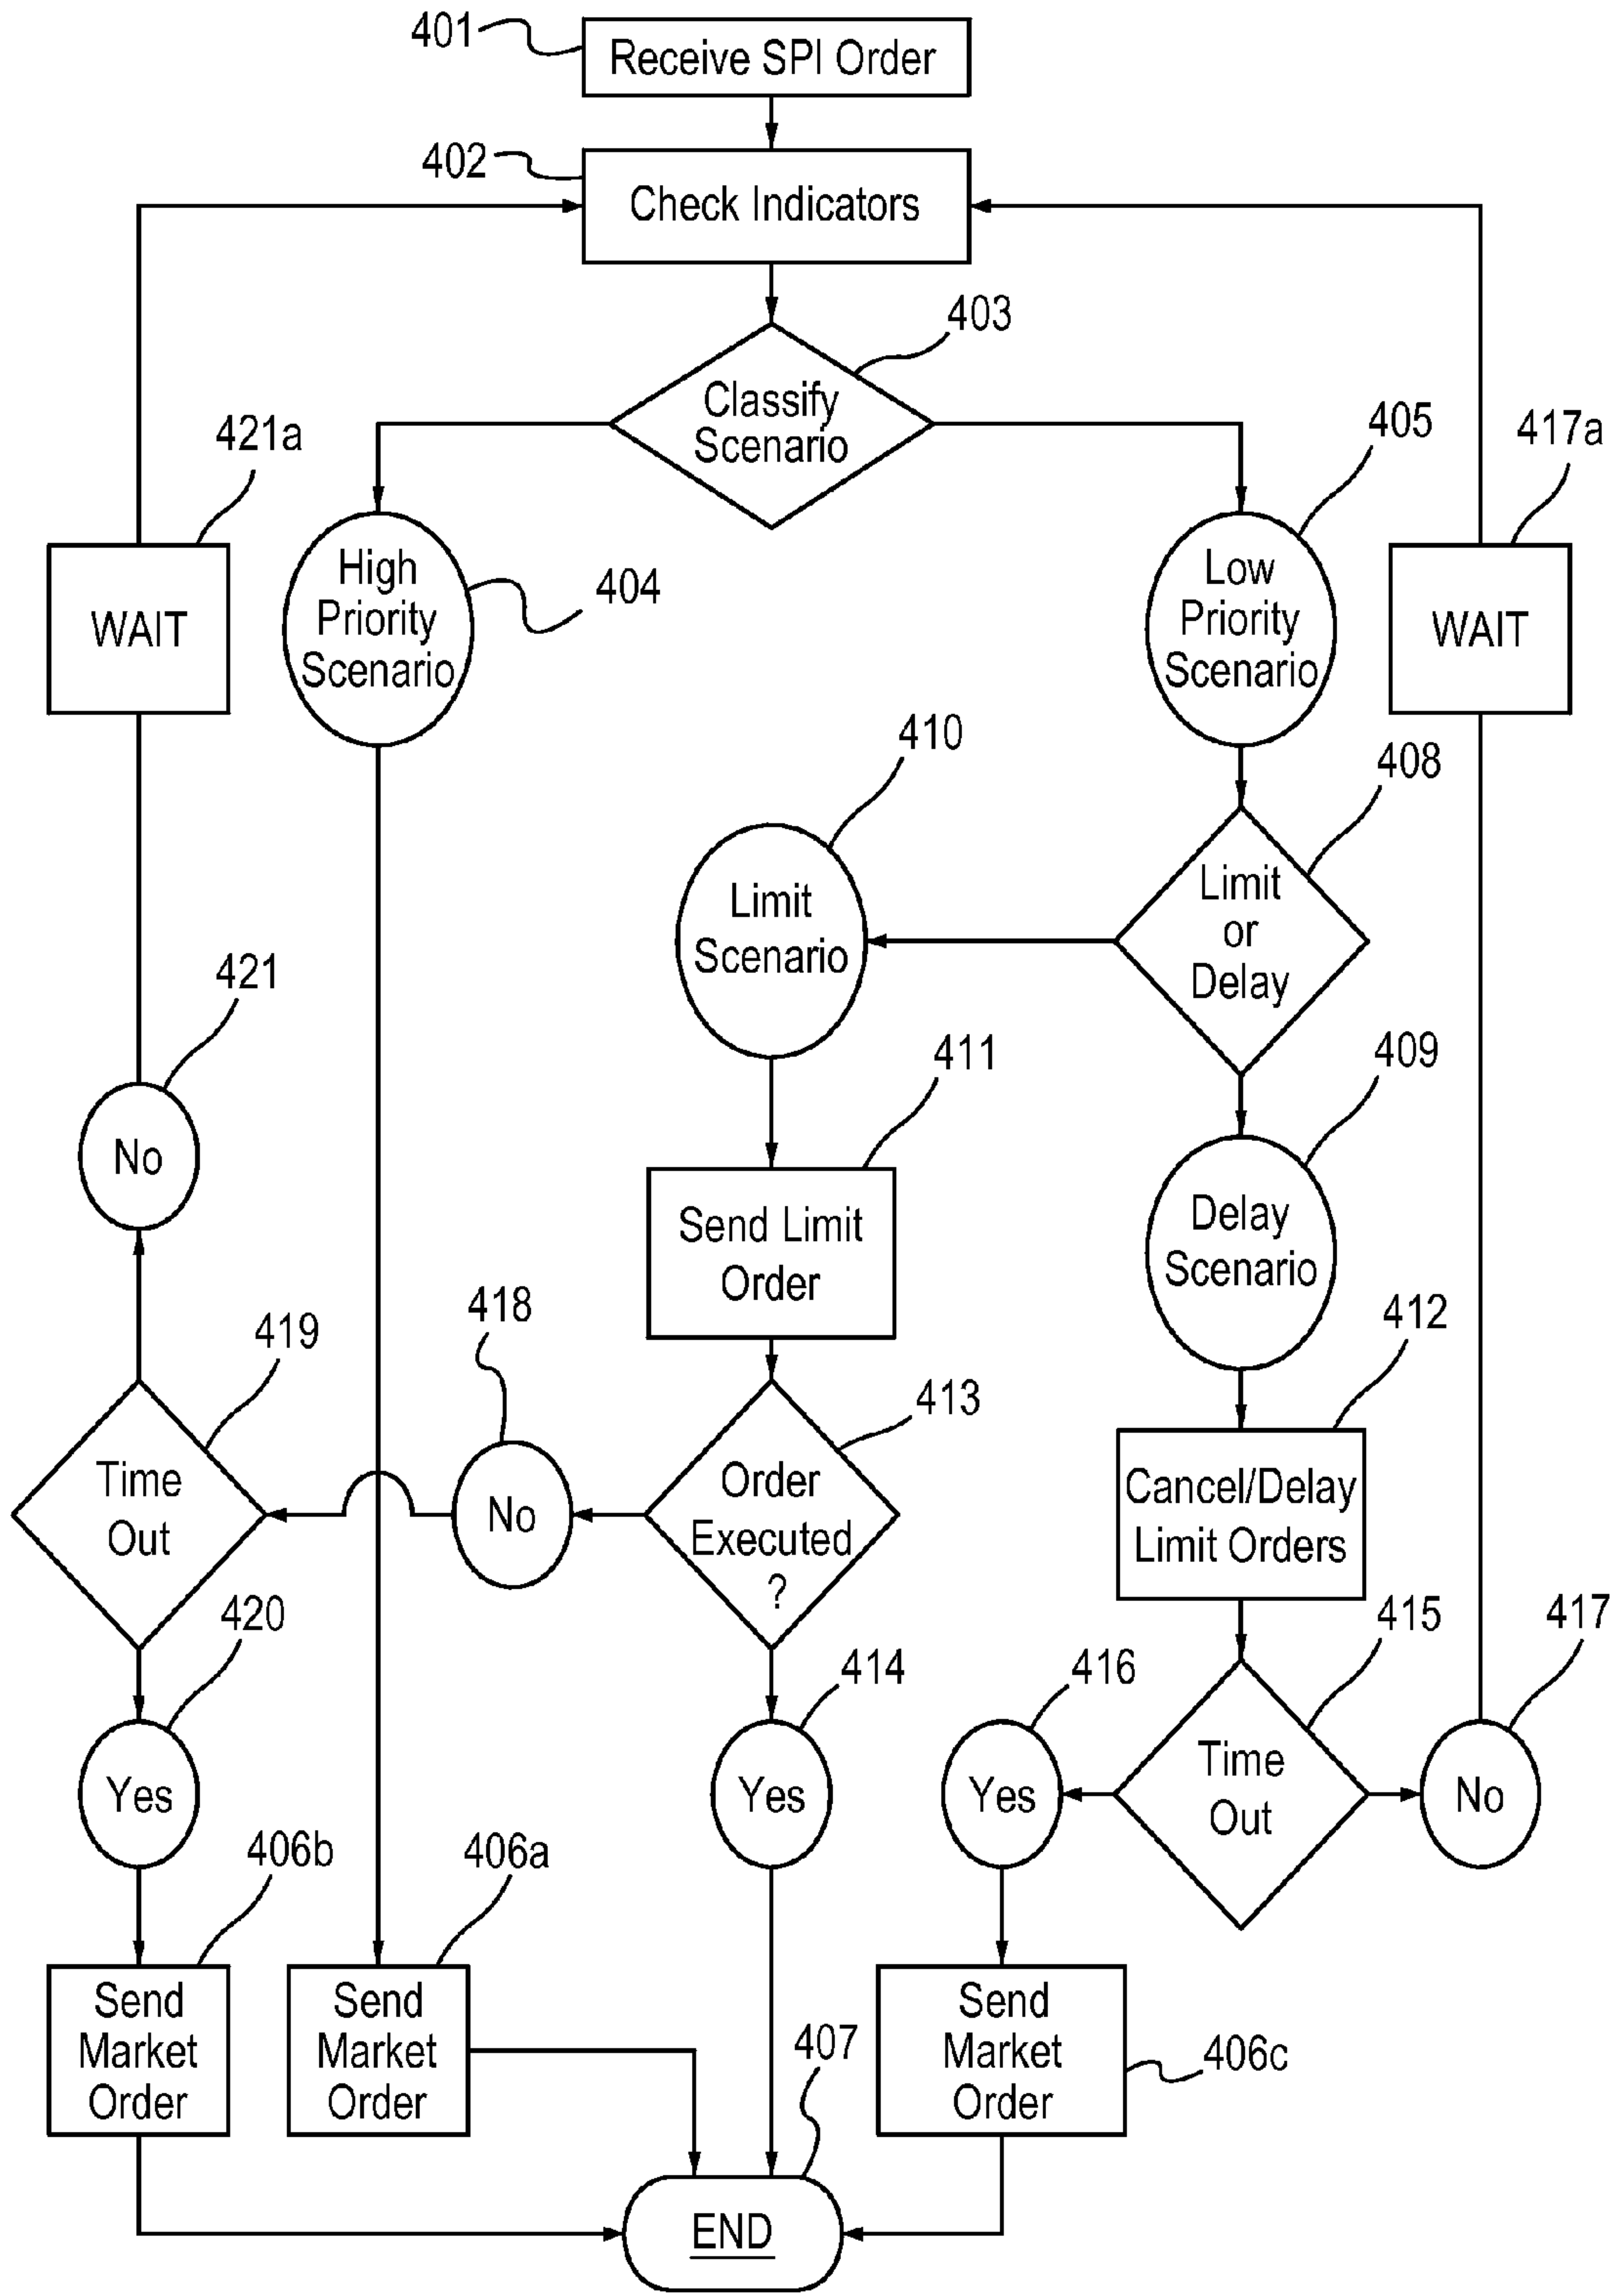 401
Receive SPI Order
402
Check Indicators
403
Classify
Scenario
421a
WAIT
High
Priority
Scenario
404
405
Low
Priority
Scenario
417a
WAIT
410
Limit
Scenario
408
Limit
or
Delay
421
No
411
Send Limit
Order
409
Delay
Scenario
419
Time
Out
418
No
413
Order
Executed
?
412
Cancel/Delay
Limit Orders
420
Yes
414
Yes
416
Yes
415
Time
Out
417
No
406b
Send
Market
Order
406a
Send
Market
Order
407
END
Send
Market
Order
406c